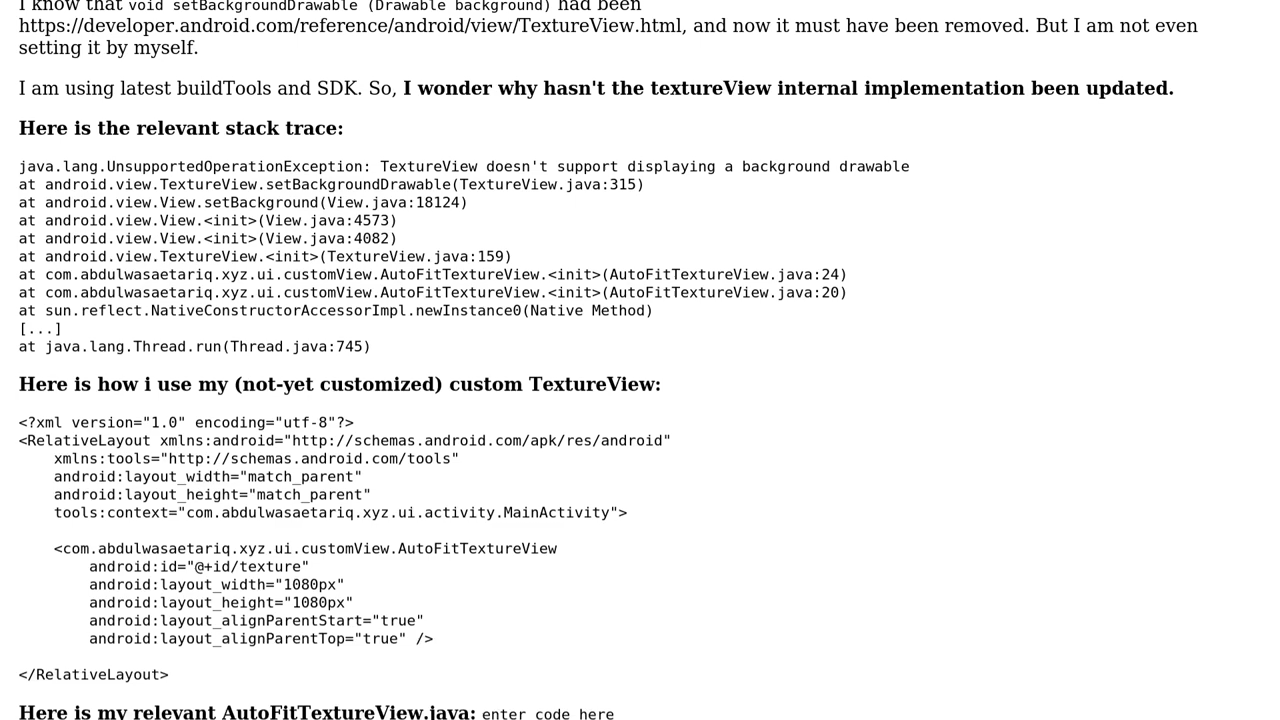 I know that void setBackgroundDrawable (Drawable background) had been
https://developer.android.com/reference/android/view/TextureView.html, and now it must have been removed. But I am not even
setting it by myself.
I am using latest buildTools and SDK. So, I wonder why hasn't the textureView internal implementation been updated.
Here is the relevant stack trace:
java.lang.UnsupportedOperationException: TextureView doesn't support displaying a background drawable
at android.view.TextureView.setBackgroundDrawable(TextureView.java:315)
at android.view.View.setBackground(View.java:18124)
at android.view.View.<init>(View.java:4573)
at android.view.View.<init>(View.java:4082)
at android.view.TextureView.<init>(TextureView.java:159)
at com.abdulwasaetariq.xyz.ui.customView.AutoFitTextureView.<init>(AutoFitTextureView.java:24)
at com.abdulwasaetariq.xyz.ui.customView.AutoFitTextureView.<init>(AutoFitTextureView.java:20)
at sun.reflect.NativeConstructorAccessorImpl.newInstance0(Native Method)
[...]
at java.lang.Thread.run(Thread.java:745)
Here is how i use my (not-yet customized) custom TextureView:
<?xml version="1.0" encoding="utf-8"?>
<RelativeLayout xmlns:android="http://schemas.android.com/apk/res/android"
    xmlns:tools="http://schemas.android.com/tools"
    android:layout_width="match_parent"
    android:layout_height="match_parent"
    tools:context="com.abdulwasaetariq.xyz.ui.activity.MainActivity">
    <com.abdulwasaetariq.xyz.ui.customView.AutoFitTextureView
        android:id="@+id/texture"
        android:layout_width="1080px"
        android:layout_height="1080px"
        android:layout_alignParentStart="true"
        android:layout_alignParentTop="true" />
</RelativeLayout>
Here is my relevant AutoFitTextureView.java: enter code here